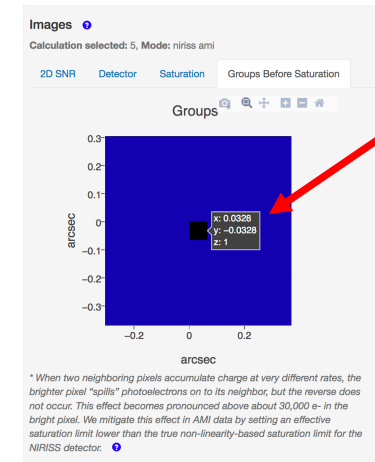 Images ?
Calculation selected: 5, Mode: niriss ami
2D SNR Detector Saturation Groups Before Saturation
Groups
0.3
0.2
0.1
0
−0.1
−0.2
−0.3
arcsec
x: 0.0328
y: −0.0328
z: 1
−0.2 0 0.2
arcsec
* When two neighboring pixels accumulate charge at very different rates, the
brighter pixel “spills” photoelectrons on to its neighbor, but the reverse does
not occur. This effect becomes pronounced above about 30,000 e- in the
bright pixel. We mitigate this effect in AMI data by setting an effective
saturation limit lower than the true non-linearity-based saturation limit for the
NIRISS detector. ?